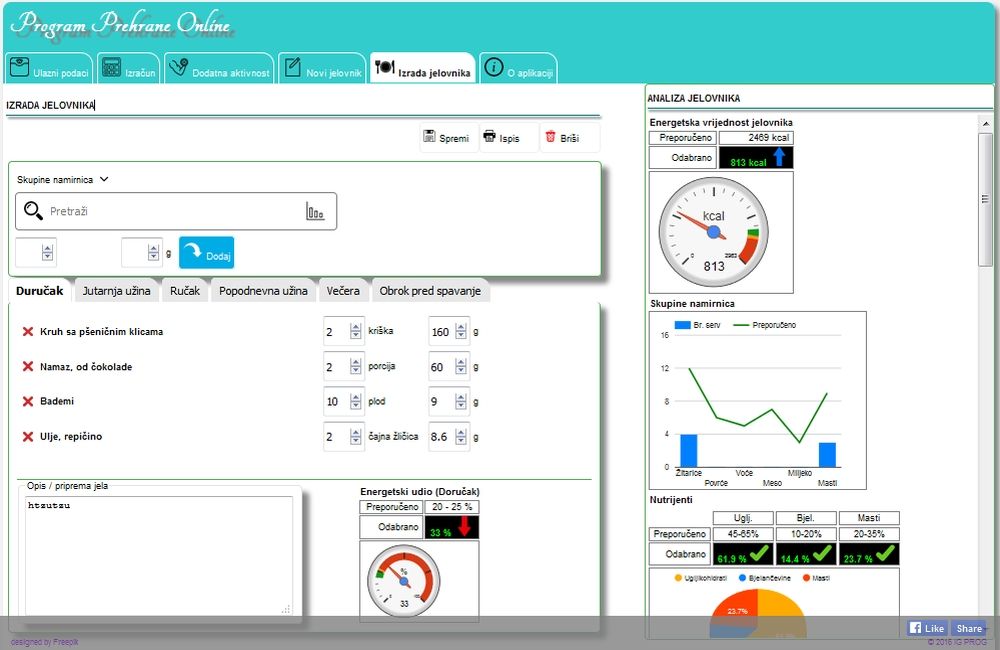 Program Prehrane Online
Ulazni podaci Izračun Dodatna aktivnost Novi jelovnik Izrada jelovnika O aplikaciji
IZRADA JELOVNIKA
Spremi Ispis Briši
Skupine namirnica
Pretraži
g Dodaj
Doručak Jutarnja užina Ručak Popodnevna užina Večera Obrok pred spavanje
Kruh sa pšeničnim klicama 2 kriška 160 g
Namaz, od čokolade 2 porcija 60 g
Bademi 10 plod 9 g
Ulje, repičino 2 čajna žličica 8.6 g
Opis / priprema jela
htzutzu
Energetski udio (Doručak)
Preporučeno 20 - 25 %
Odabrano 33 %
%
33
ANALIZA JELOVNIKA
Energetska vrijednost jelovnika
Preporučeno 2469 kcal
Odabrano 813 kcal
kcal
0 2963
813
Skupine namirnica
Br. serv Preporučeno
16
12
8
4
0
Žitarice Voće Mlijeko
Povrće Meso Masti
Nutrijenti
Uglj. Bjel. Masti
Preporučeno 45-65% 10-20% 20-35%
Odabrano 61.9 % 14.4 % 23.7 %
Ugljikohidrati Bjelančevine Masti
23.7%
Like Share
designed by Freepik
© 2016 IG PROG